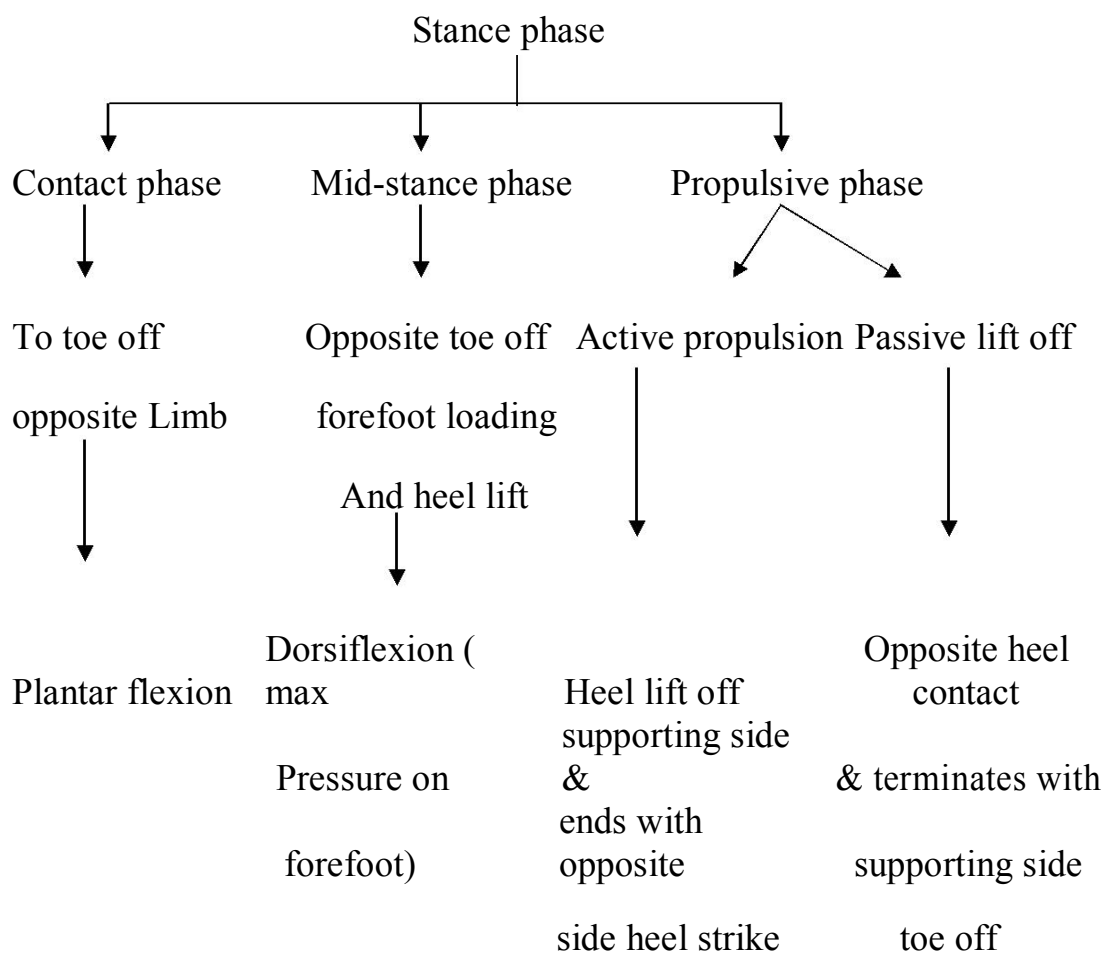 Stance phase
Contact phase
Mid-stance phase
Propulsive phase
To toe off
opposite Limb
Plantar flexion
Opposite toe off
forefoot loading
And heel lift
Dorsiflexion (
max
Pressure on
forefoot)
Active propulsion
Heel lift off
supporting side
&
ends with
opposite
side heel strike
Passive lift off
Opposite heel
contact
& terminates with
supporting side
toe off